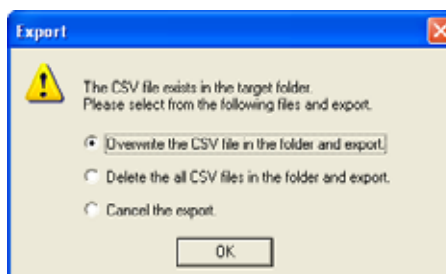 Export
The CSV file exists in the target folder.
Please select from the following files and export.
Overwrite the CSV file in the folder and export.
Delete the all CSV files in the folder and export.
Cancel the export.
OK